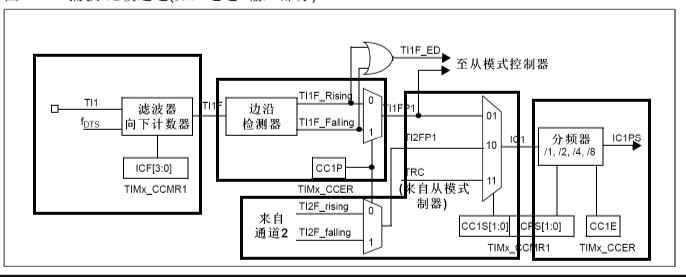 TI1F_ED
至从模式控制器
TI1
f_DTS
滤波器
向下计数器
TI1F
边沿
检测器
TI1F_Rising
TI1F_Falling
0
1
TI1FP1
TI2FP1
01
10
11
IC1
分频器
/1, /2, /4, /8
IC1PS
ICF[3:0]
TIMx_CCMR1
CC1P
TIMx_CCER
TRC
(来自从模式
制器)
来自
通道2
TI2F_rising
TI2F_falling
0
1
CC1S[1:0]
CPS[1:0]
TIMx_CCMR1
CC1E
TIMx_CCER